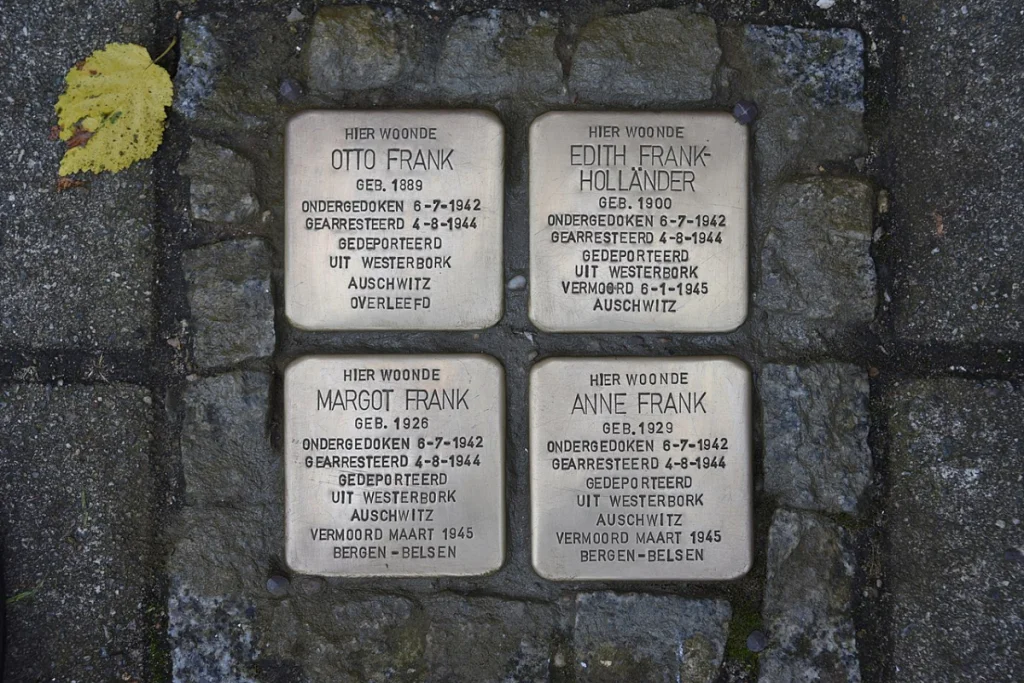 HIER WOONDE
OTTO FRANK
GEB. 1889
ONDERGEDOKEN 6-7-1942
GEARRESTEERD 4-8-1944
GEDEPORTEERD
UIT WESTERBORK
AUSCHWITZ
OVERLEEFD
HIER WOONDE
EDITH FRANK-
HOLLÄNDER
GEB. 1900
ONDERGEDOKEN 6-7-1942
GEARRESTEERD 4-8-1944
GEDEPORTEERD
UIT WESTERBORK
VERMOORD 6-1-1945
AUSCHWITZ
HIER WOONDE
MARGOT FRANK
GEB. 1926
ONDERGEDOKEN 6-7-1942
GEARRESTEERD 4-8-1944
GEDEPORTEERD
UIT WESTERBORK
AUSCHWITZ
VERMOORD MAART 1945
BERGEN-BELSEN
HIER WOONDE
ANNE FRANK
GEB. 1929
ONDERGEDOKEN 6-7-1942
GEARRESTEERD 4-8-1944
GEDEPORTEERD
UIT WESTERBORK
AUSCHWITZ
VERMOORD MAART 1945
BERGEN-BELSEN